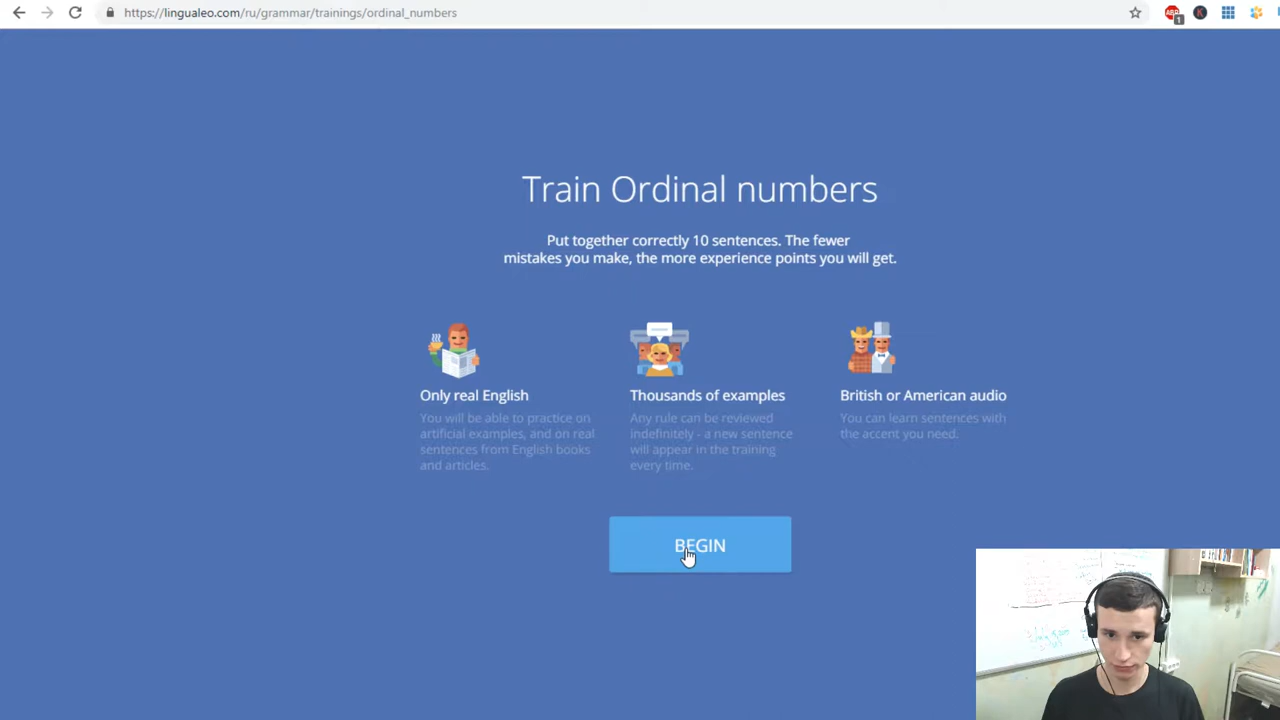 https://lingualeo.com/ru/grammar/trainings/ordinal_numbers
ABP
1
K
Train Ordinal numbers
Put together correctly 10 sentences. The fewer
mistakes you make, the more experience points you will get.
Only real English
You will be able to practice on
artificial examples, and on real
sentences from English books
and articles.
Thousands of examples
Any rule can be reviewed
indefinitely - a new sentence
will appear in the training
every time.
British or American audio
You can learn sentences with
the accent you need.
BEGIN